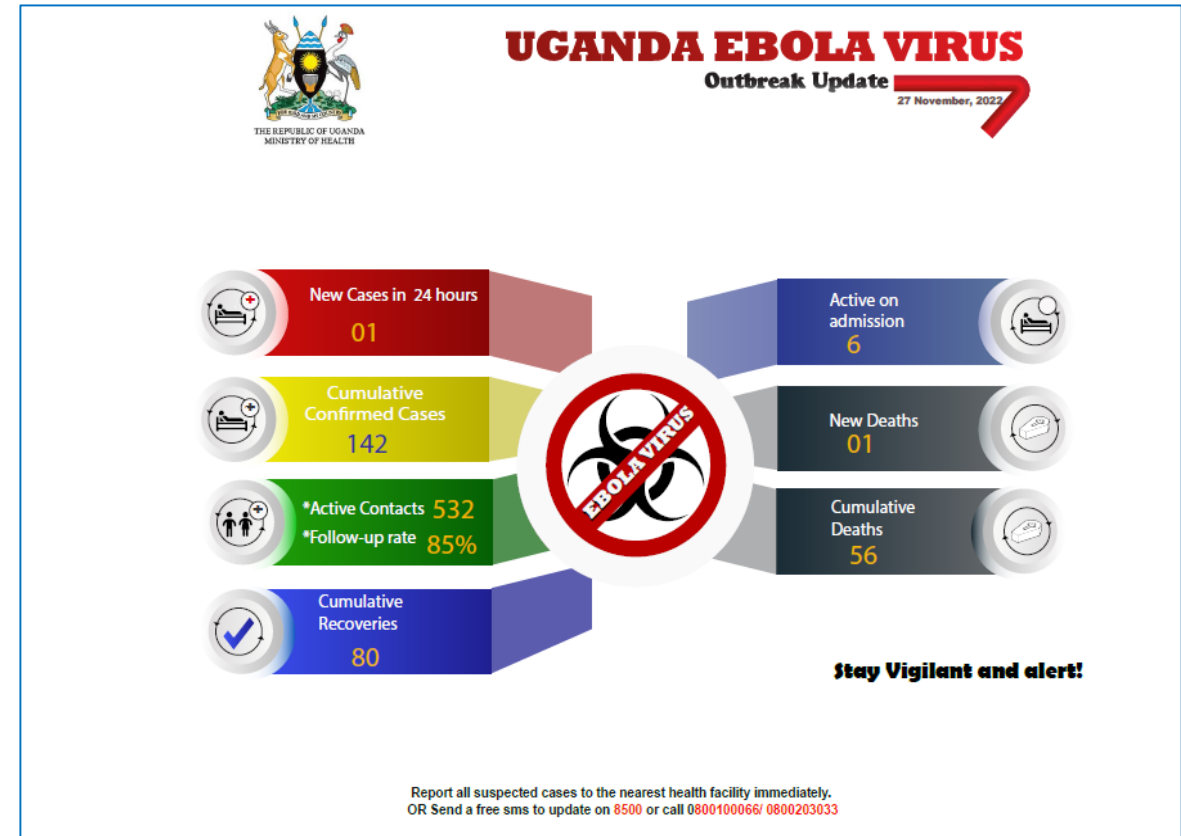 UGANDA EBOLA VIRUS
Outbreak Update
27 November, 2022
THE REPUBLIC OF UGANDA
MINISTRY OF HEALTH
New Cases in 24 hours
01
Cumulative
Confirmed Cases
142
*Active Contacts 532
*Follow-up rate 85%
Cumulative
Recoveries
80
EBOLA VIRUS
Active on
admission
6
New Deaths
01
Cumulative
Deaths
56
Stay Vigilant and alert!
Report all suspected cases to the nearest health facility immediately.
OR Send a free sms to update on 8500 or call 0800100066/ 0800203033